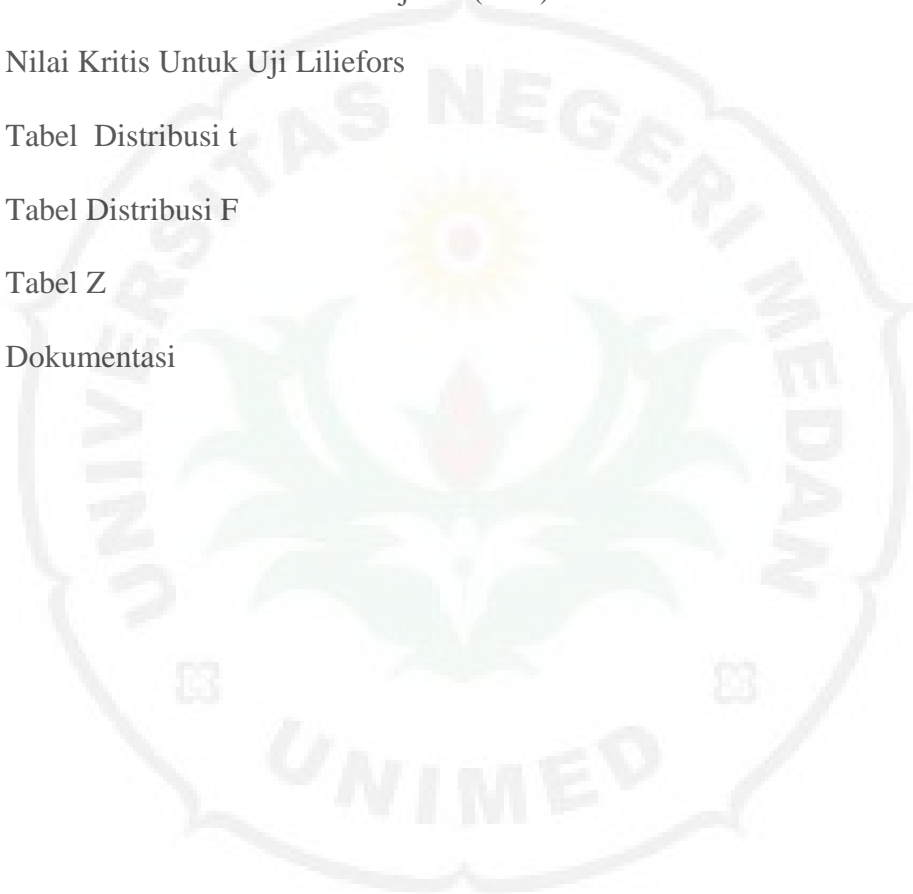 Nilai Kritis Untuk Uji Liliefors
Tabel Distribusi t
Tabel Distribusi F
Tabel Z
Dokumentasi
UNIVERSITAS NEGERI MEDAN
UNIMED